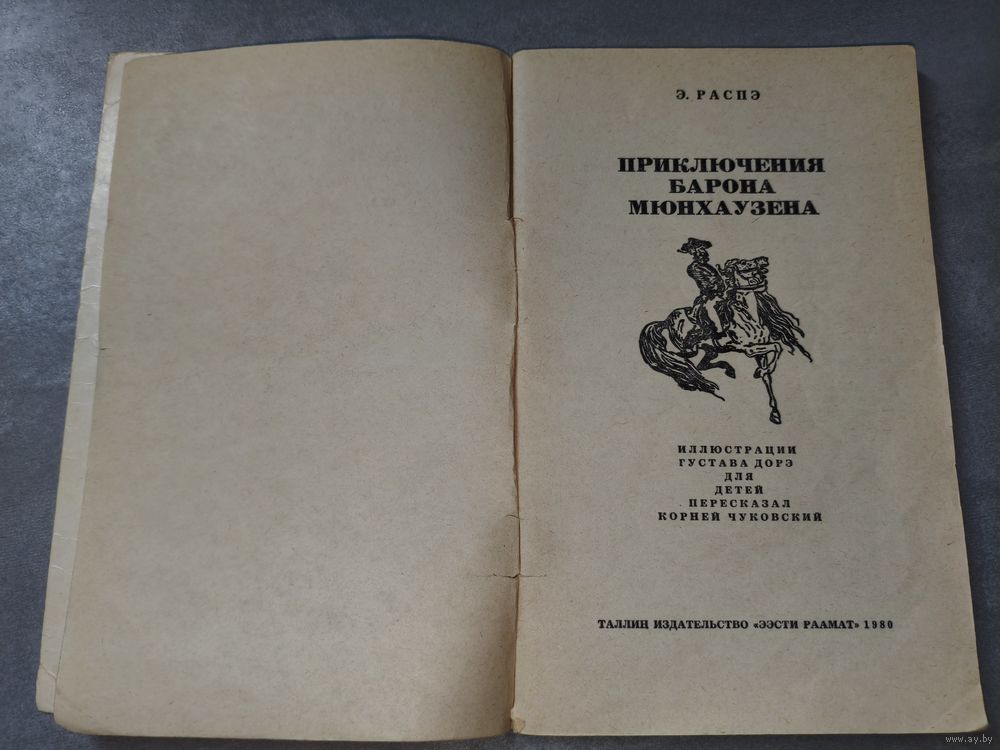 Э. РАСПЭ
ПРИКЛЮЧЕНИЯ
БАРОНА
МЮНХАУЗЕНА
ИЛЛЮСТРАЦИИ
ГУСТАВА ДОРЭ
ДЛЯ
ДЕТЕЙ
ПЕРЕСКАЗАЛ
КОРНЕЙ ЧУКОВСКИЙ
ТАЛЛИН ИЗДАТЕЛЬСТВО «ЭЭСТИ РААМАТ» 1980
www.ay.by